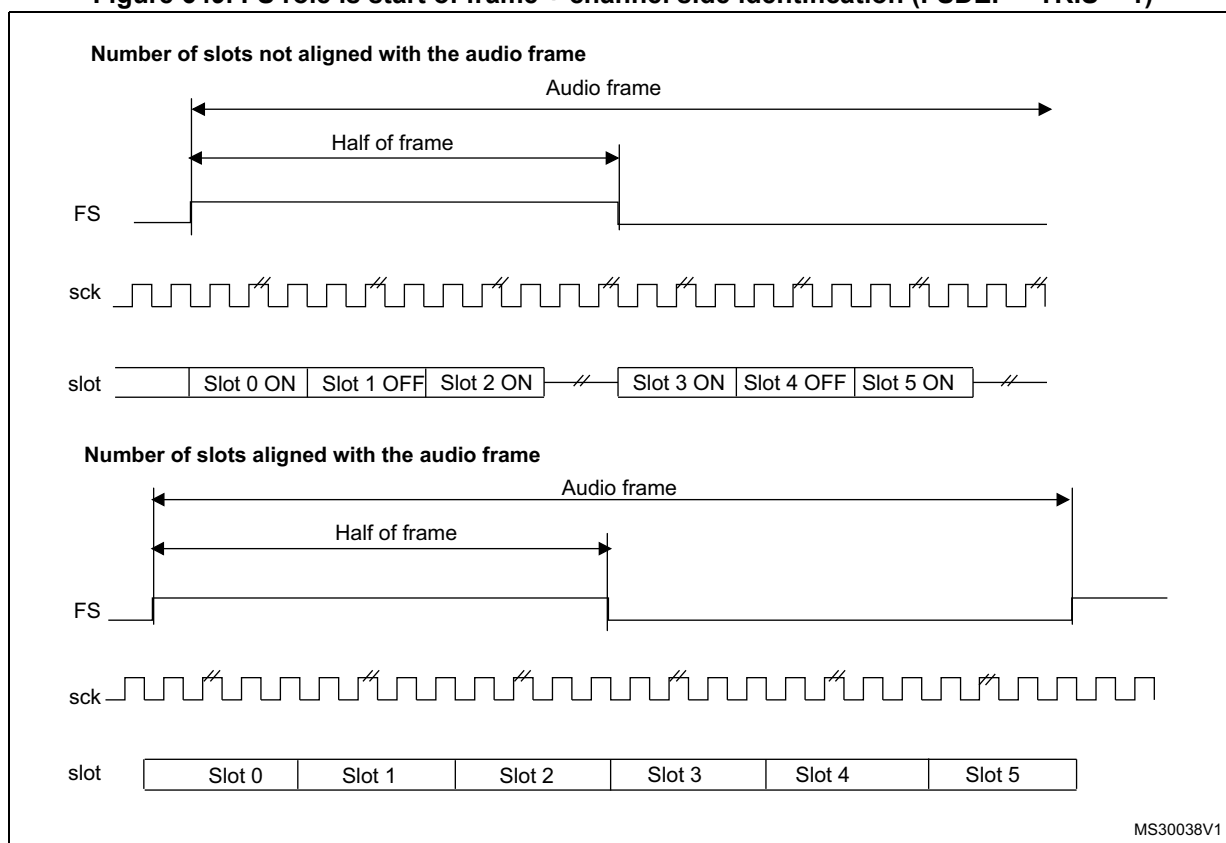 Number of slots not aligned with the audio frame
Audio frame
Half of frame
FS
sck
slot
Slot 0 ON
Slot 1 OFF
Slot 2 ON
Slot 3 ON
Slot 4 OFF
Slot 5 ON
Number of slots aligned with the audio frame
Audio frame
Half of frame
FS
sck
slot
Slot 0
Slot 1
Slot 2
Slot 3
Slot 4
Slot 5
MS30038V1